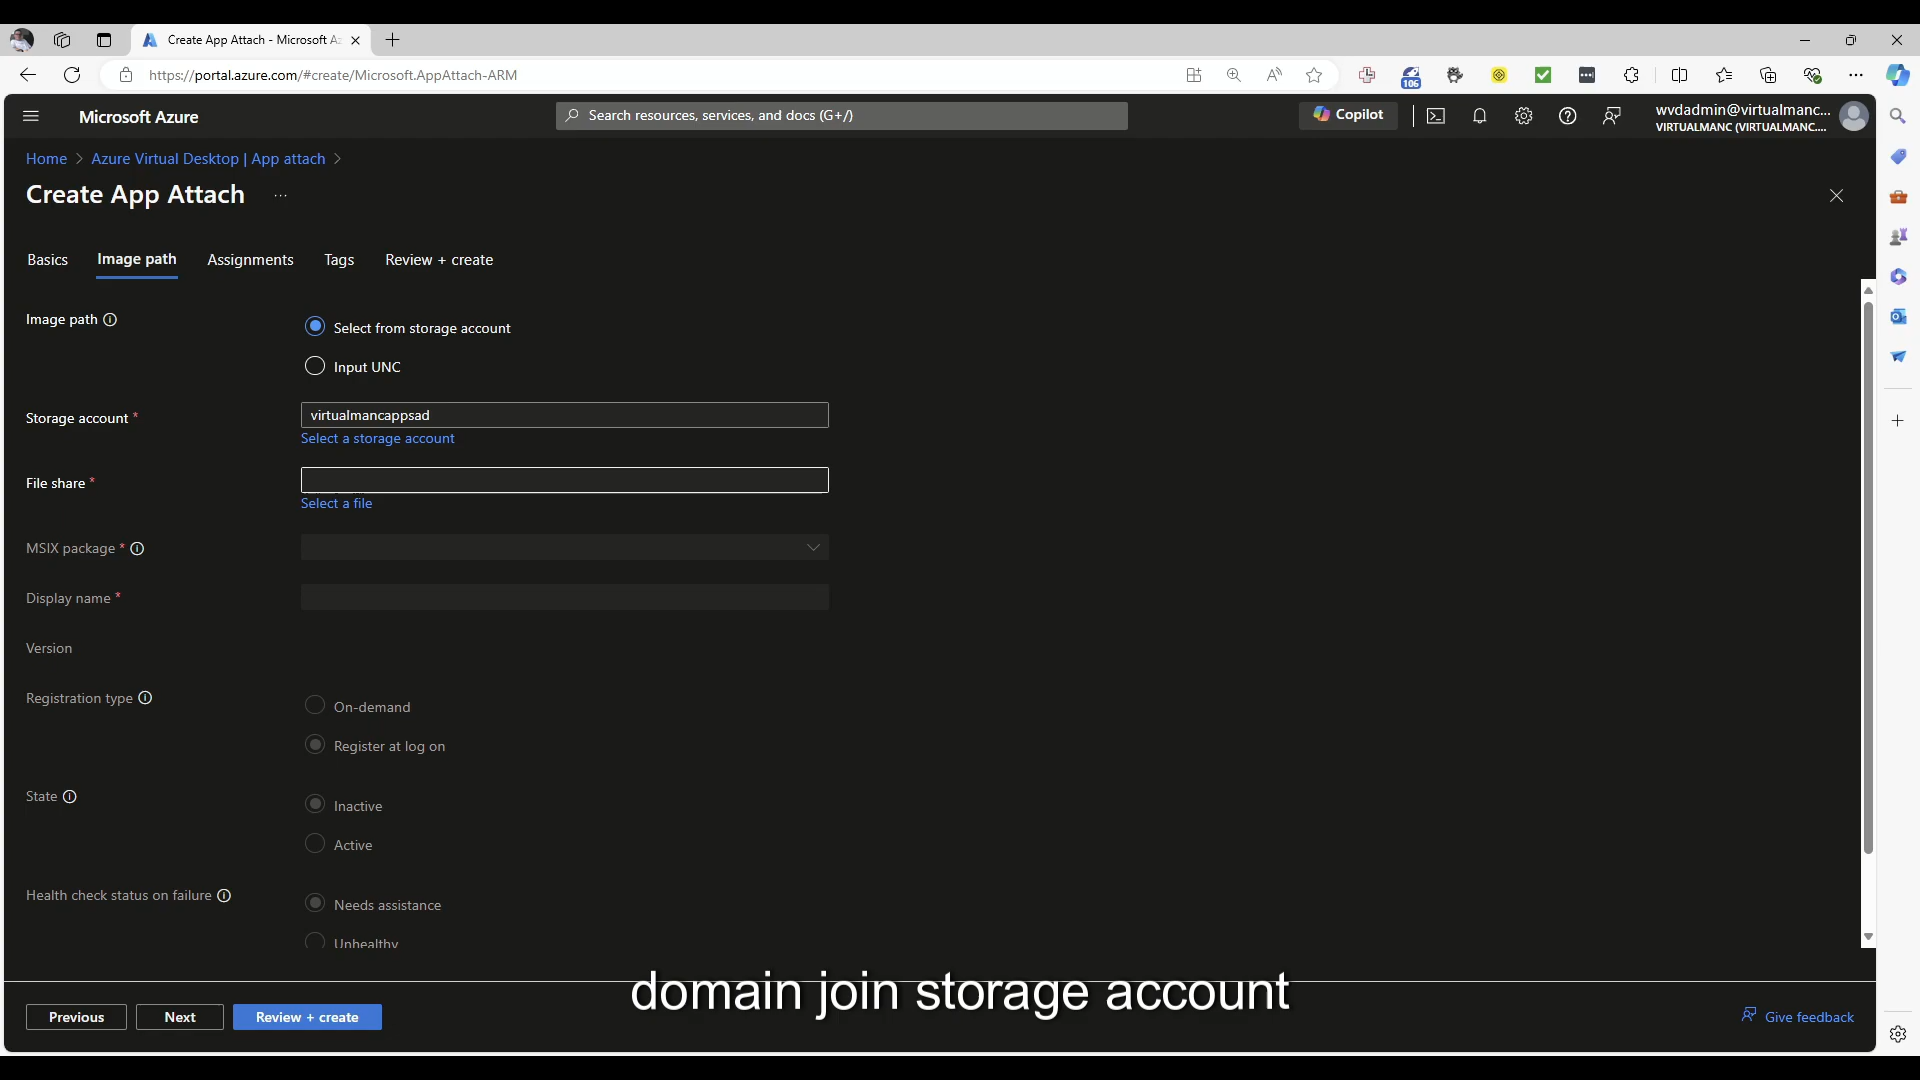 Create App Attach - Microsoft Az
https://portal.azure.com/#create/Microsoft.AppAttach-ARM
106
Microsoft Azure
Search resources, services, and docs (G+/)
Copilot
wvdadmin@virtualmanc...
VIRTUALMANC (VIRTUALMANC....
Home > Azure Virtual Desktop | App attach >
Create App Attach ...
Basics Image path Assignments Tags Review + create
Image path
Select from storage account
Input UNC
Storage account *
virtualmancappsad
Select a storage account
File share *
Select a file
MSIX package *
Display name *
Version
Registration type
On-demand
Register at log on
State
Inactive
Active
Health check status on failure
Needs assistance
Unhealthy
domain join storage account
Previous Next Review + create
Give feedback